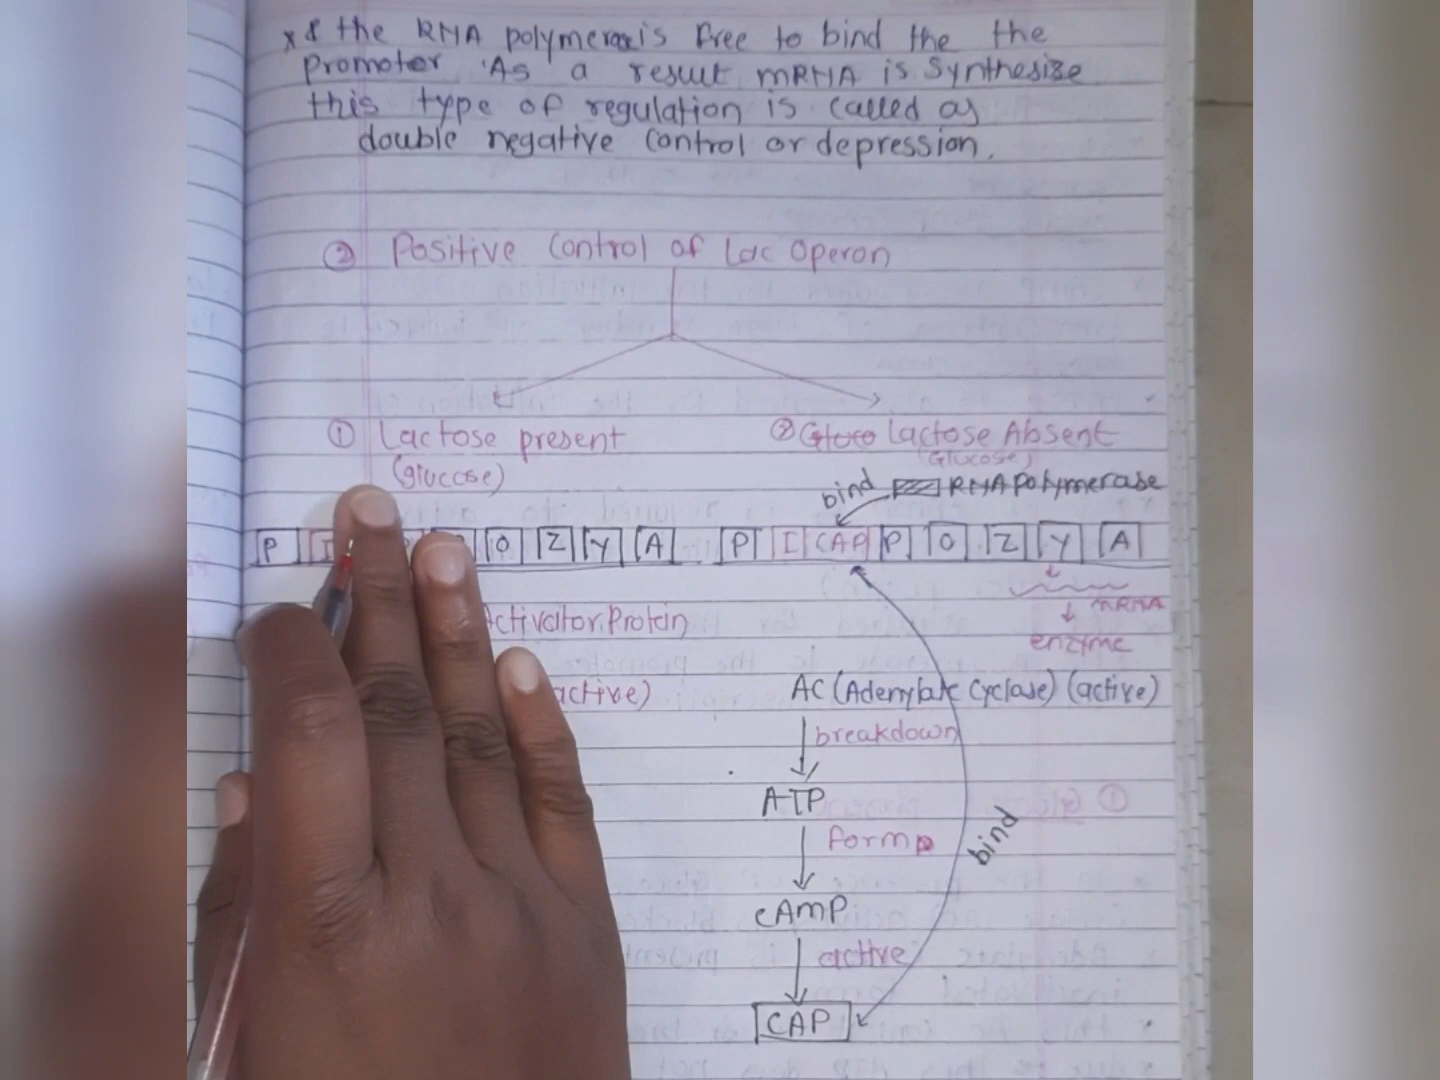 x & the RNA polymerasis free to bind the the
promoter. As a result mRNA is synthesize
this type of regulation is called as
double negative control or depression.
② Positive Control of Lac Operon
① Lactose present
(glucose)
② Lactose Absent
(Glucose)
bind RNA polymerase
P I O Z Y A
P I CAP P O Z Y A
mRNA
enzyme
Activator Protein
active)
AC (Adenylate Cyclase) (active)
breakdown
ATP
form
cAMP
active
CAP
bind